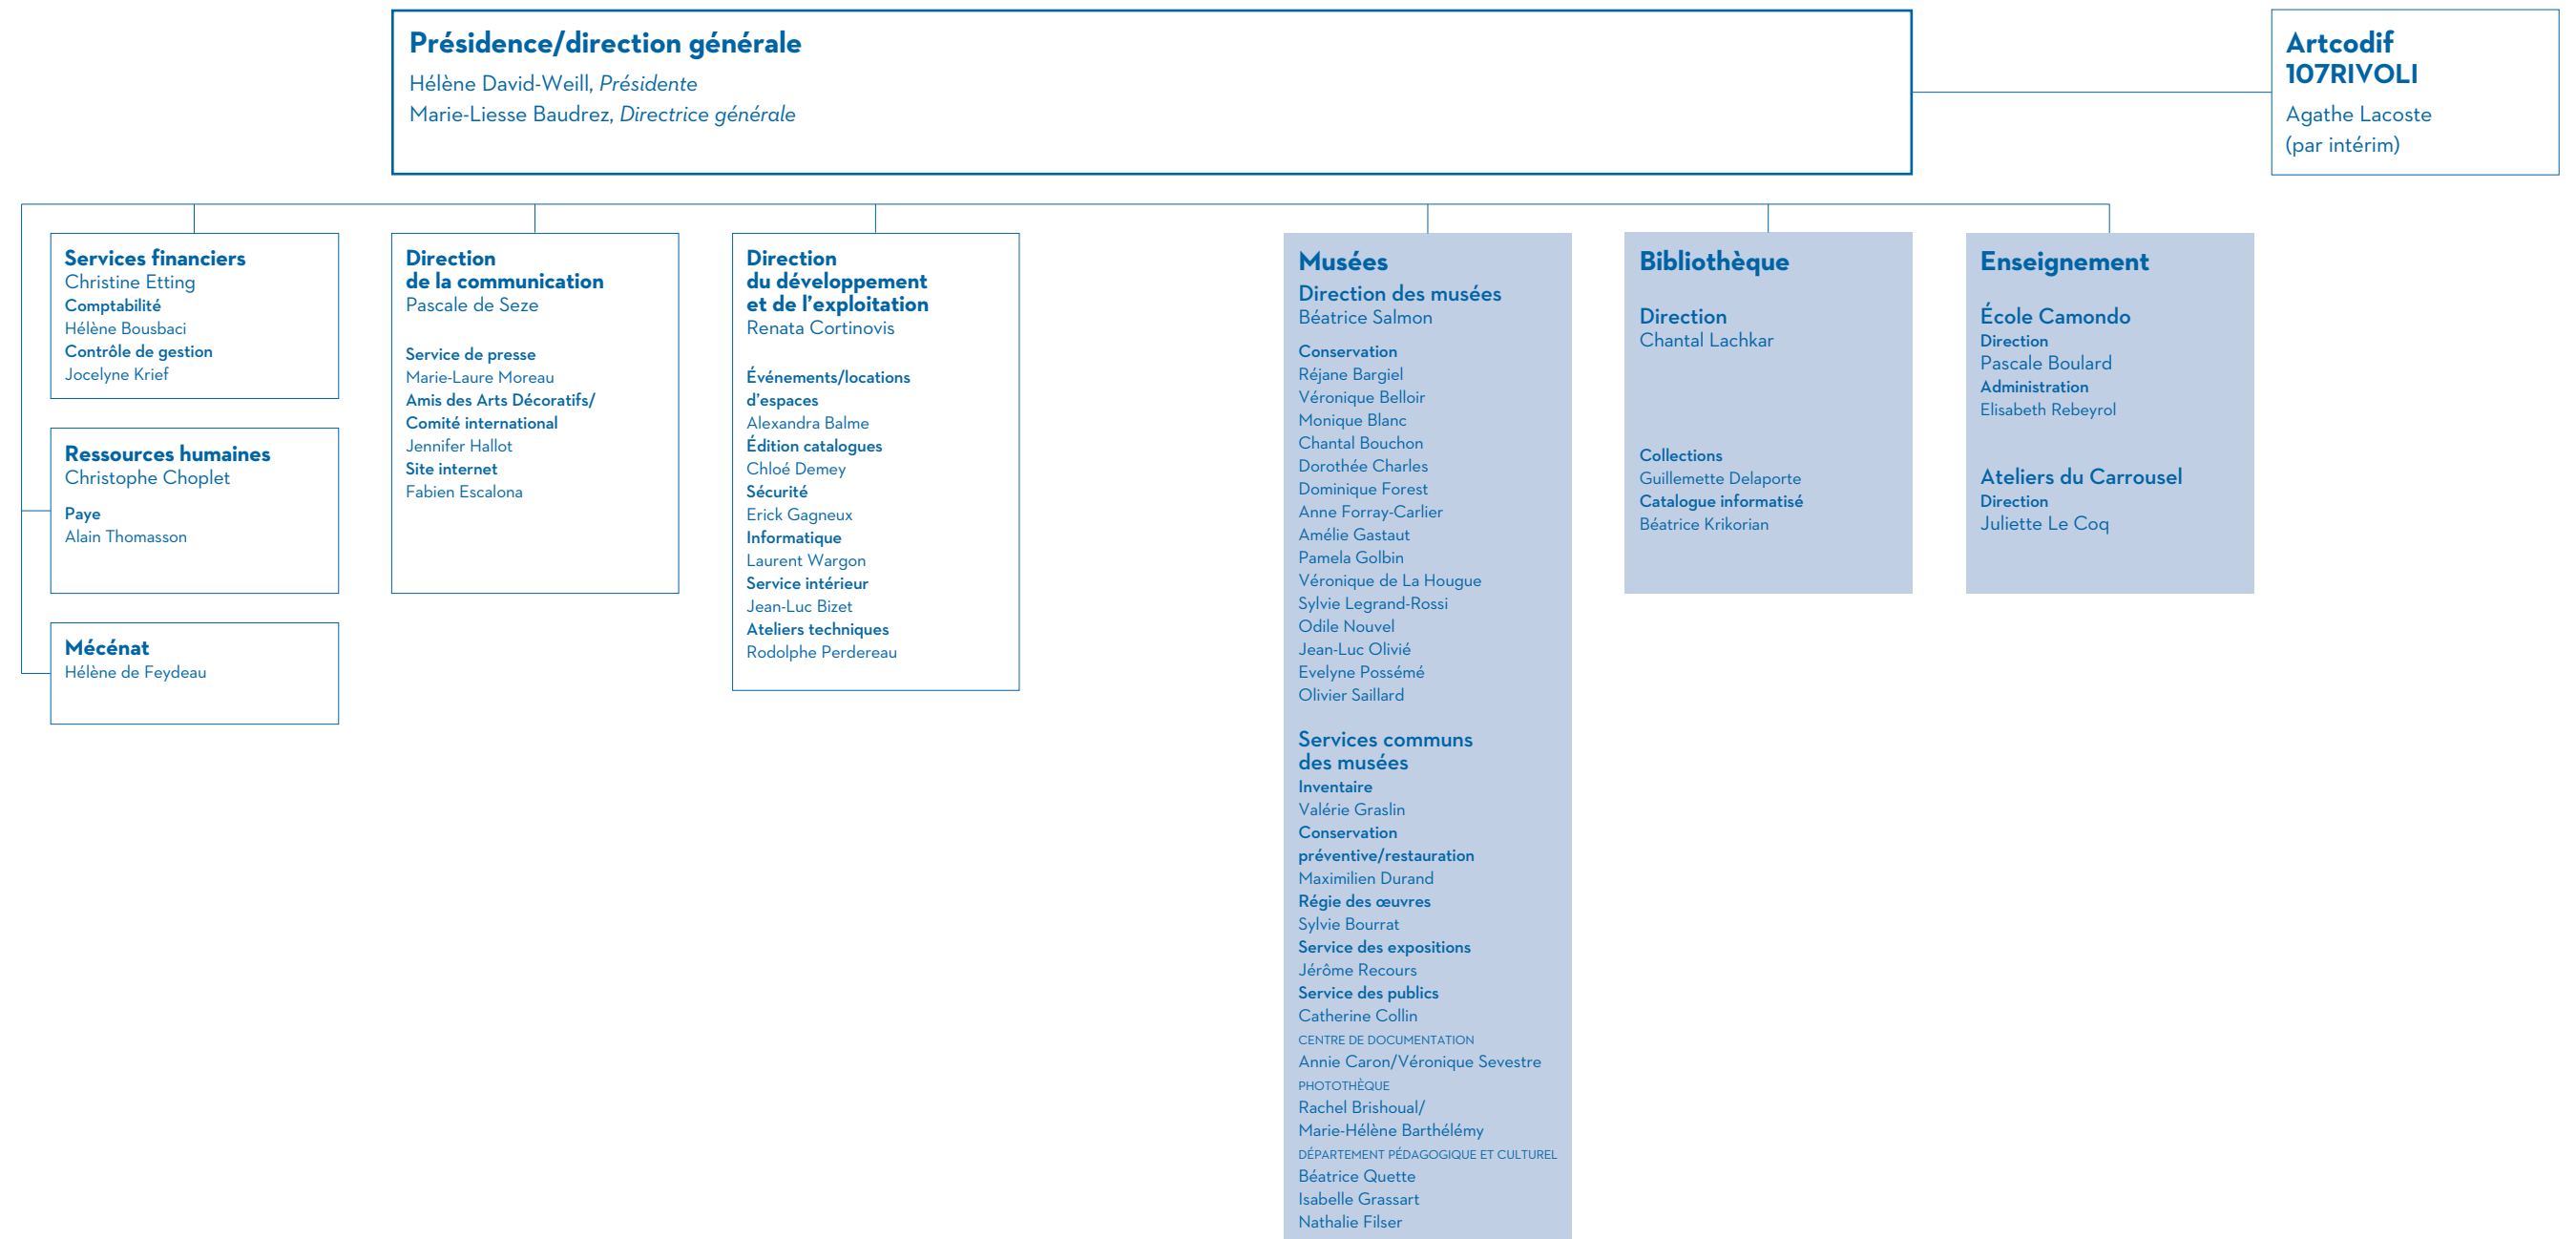 Présidence/direction générale
Hélène David-Weill, Présidente
Marie-Liesse Baudrez, Directrice générale
Artcodif
107RIVOLI
Agathe Lacoste
(par intérim)
Services financiers
Christine Etting
Comptabilité
Hélène Bousbaci
Contrôle de gestion
Jocelyne Krief
Ressources humaines
Christophe Choplet
Paye
Alain Thomasson
Mécénat
Hélène de Feydeau
Direction
de la communication
Pascale de Seze
Service de presse
Marie-Laure Moreau
Amis des Arts Décoratifs/
Comité international
Jennifer Hallot
Site internet
Fabien Escalona
Direction
du développement
et de l’exploitation
Renata Cortinovis
Événements/locations
d’espaces
Alexandra Balme
Édition catalogues
Chloé Demey
Sécurité
Erick Gagneux
Informatique
Laurent Wargon
Service intérieur
Jean-Luc Bizet
Ateliers techniques
Rodolphe Perdereau
Musées
Direction des musées
Béatrice Salmon
Conservation
Réjane Bargiel
Véronique Belloir
Monique Blanc
Chantal Bouchon
Dorothée Charles
Dominique Forest
Anne Forray-Carlier
Amélie Gastaut
Pamela Golbin
Véronique de La Hougue
Sylvie Legrand-Rossi
Odile Nouvel
Jean-Luc Olivié
Evelyne Possémé
Olivier Saillard
Services communs
des musées
Inventaire
Valérie Graslin
Conservation
préventive/restauration
Maximilien Durand
Régie des œuvres
Sylvie Bourrat
Service des expositions
Jérôme Recours
Service des publics
Catherine Collin
CENTRE DE DOCUMENTATION
Annie Caron/Véronique Sevestre
PHOTOTHÈQUE
Rachel Brishoual/
Marie-Hélène Barthélémy
DÉPARTEMENT PÉDAGOGIQUE ET CULTUREL
Béatrice Quette
Isabelle Grassart
Nathalie Filser
Bibliothèque
Direction
Chantal Lachkar
Collections
Guillemette Delaporte
Catalogue informatisé
Béatrice Krikorian
Enseignement
École Camondo
Direction
Pascale Boulard
Administration
Elisabeth Rebeyrol
Ateliers du Carrousel
Direction
Juliette Le Coq